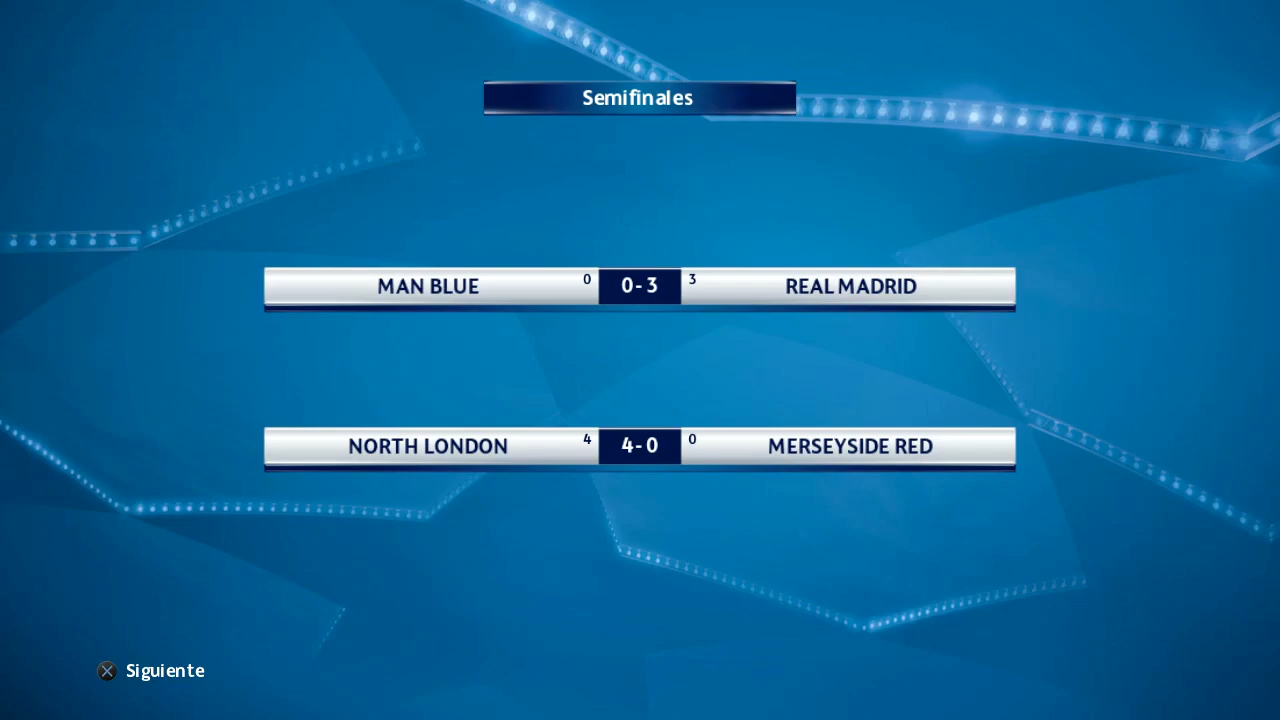 Semifinales
MAN BLUE 0 0-3 3 REAL MADRID
NORTH LONDON 4 4-0 0 MERSEYSIDE RED
Siguiente